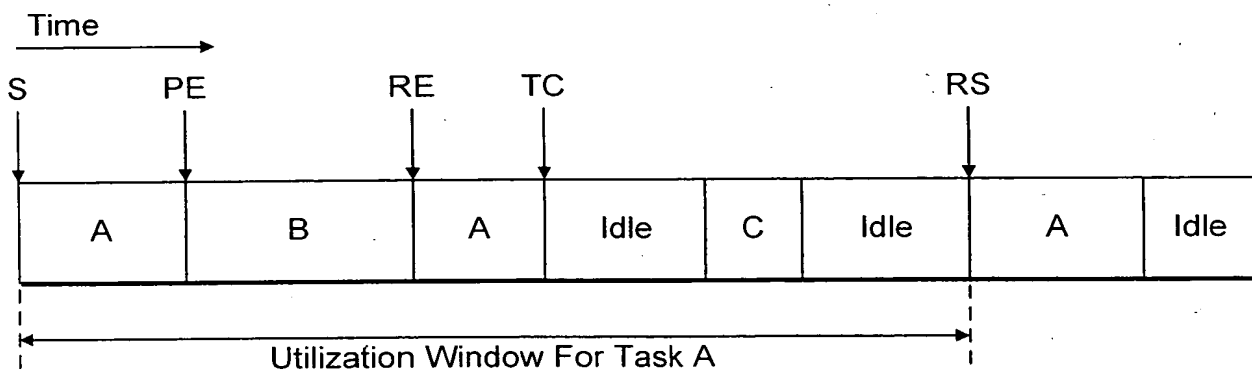 Time
S PE RE TC RS
A B A Idle C Idle A Idle
Utilization Window For Task A